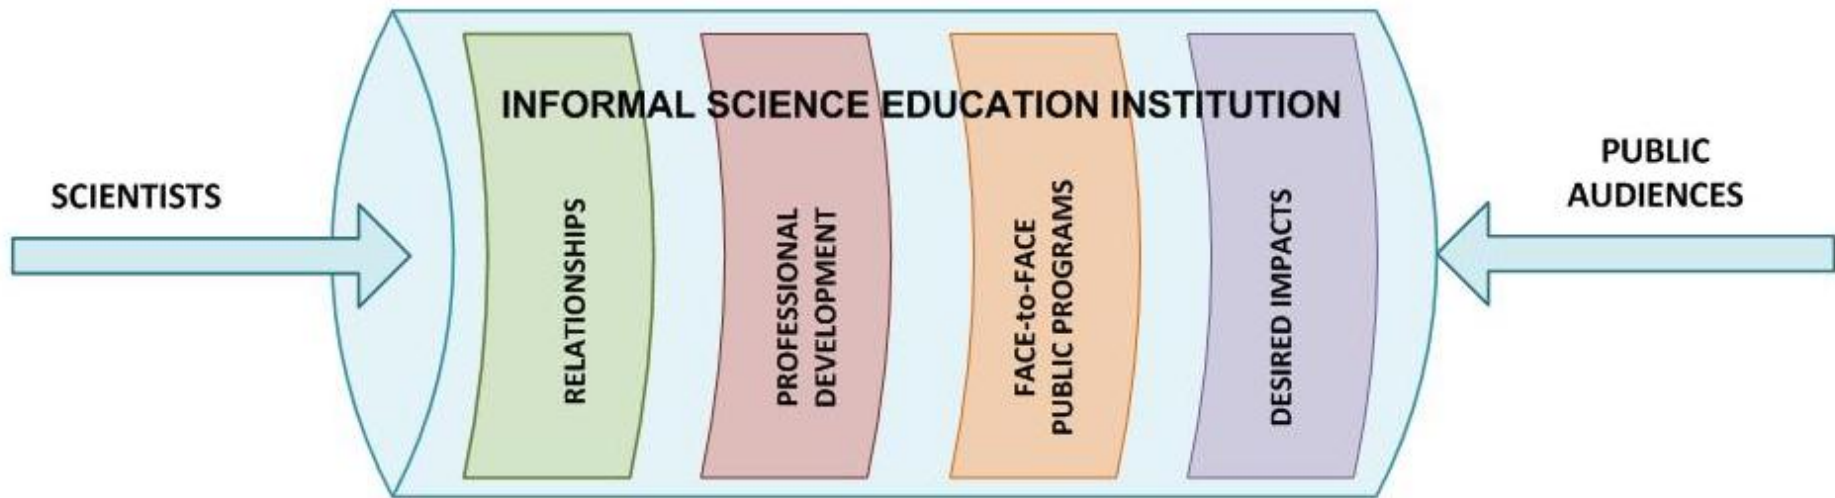 INFORMAL SCIENCE EDUCATION INSTITUTION
SCIENTISTS
RELATIONSHIPS
PROFESSIONAL
DEVELOPMENT
FACE-to-FACE
PUBLIC PROGRAMS
DESIRED IMPACTS
PUBLIC
AUDIENCES